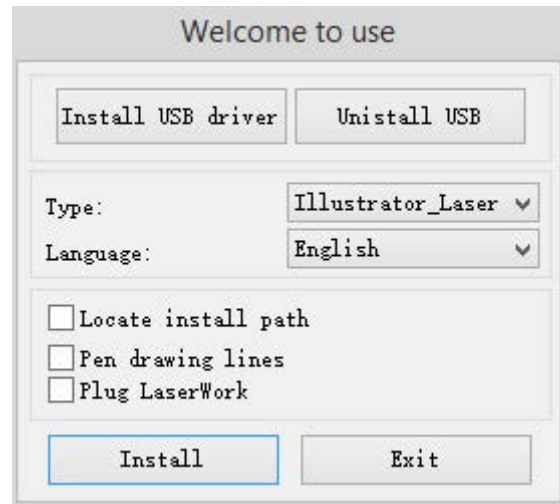 Welcome to use
Install USB driver Unistall USB
Type: Illustrator_Laser
Language: English
Locate install path
Pen drawing lines
Plug LaserWork
Install Exit